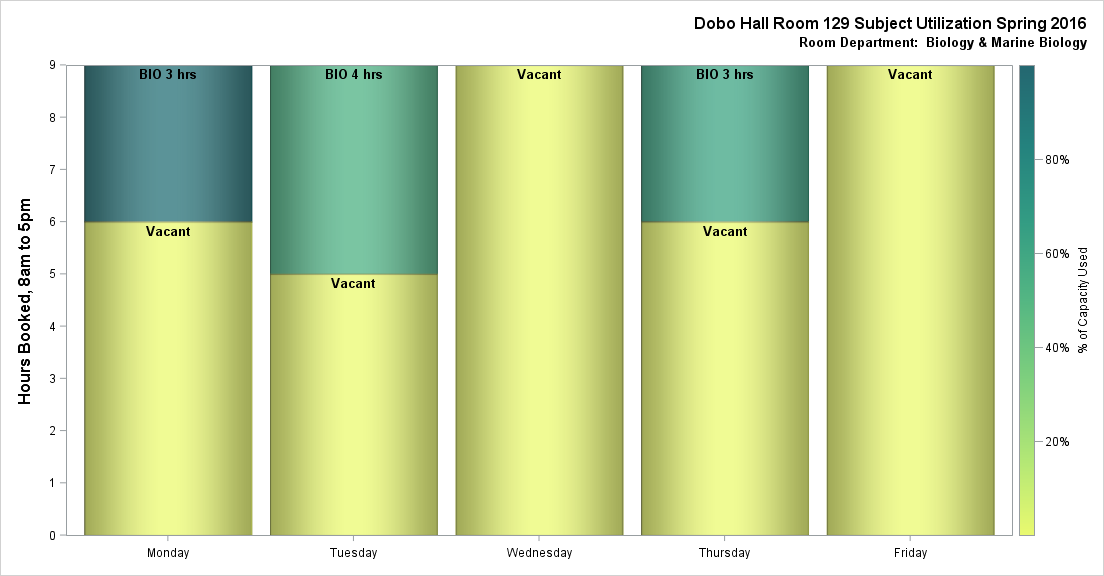 Dobo Hall Room 129 Subject Utilization Spring 2016
Room Department:  Biology & Marine Biology
Hours Booked, 8am to 5pm
9
8
7
6
5
4
3
2
1
0
BIO 3 hrs
Vacant
BIO 4 hrs
Vacant
Vacant
BIO 3 hrs
Vacant
Vacant
Monday
Tuesday
Wednesday
Thursday
Friday
80%
60%
40%
20%
% of Capacity Used